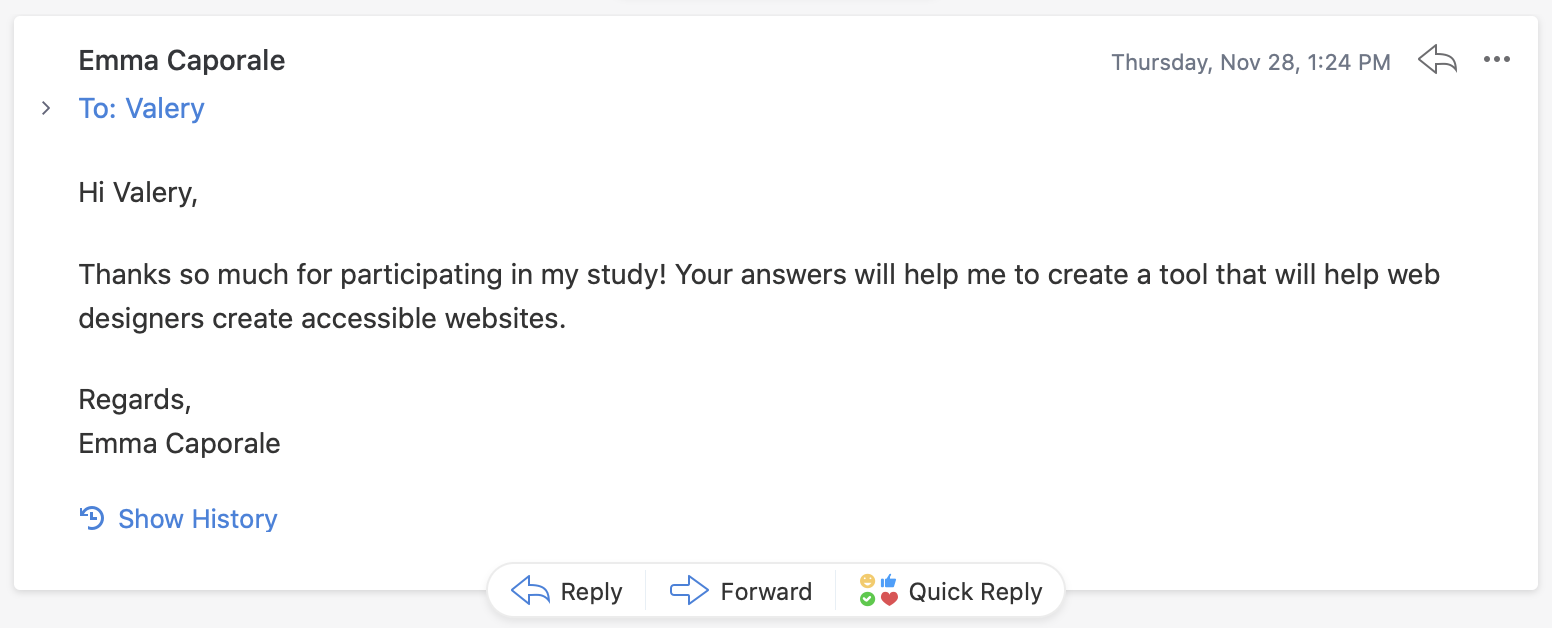 Emma Caporale
Thursday, Nov 28, 1:24 PM
To: Valery
Hi Valery,
Thanks so much for participating in my study! Your answers will help me to create a tool that will help web
designers create accessible websites.
Regards,
Emma Caporale
Show History
Reply
Forward
Quick Reply